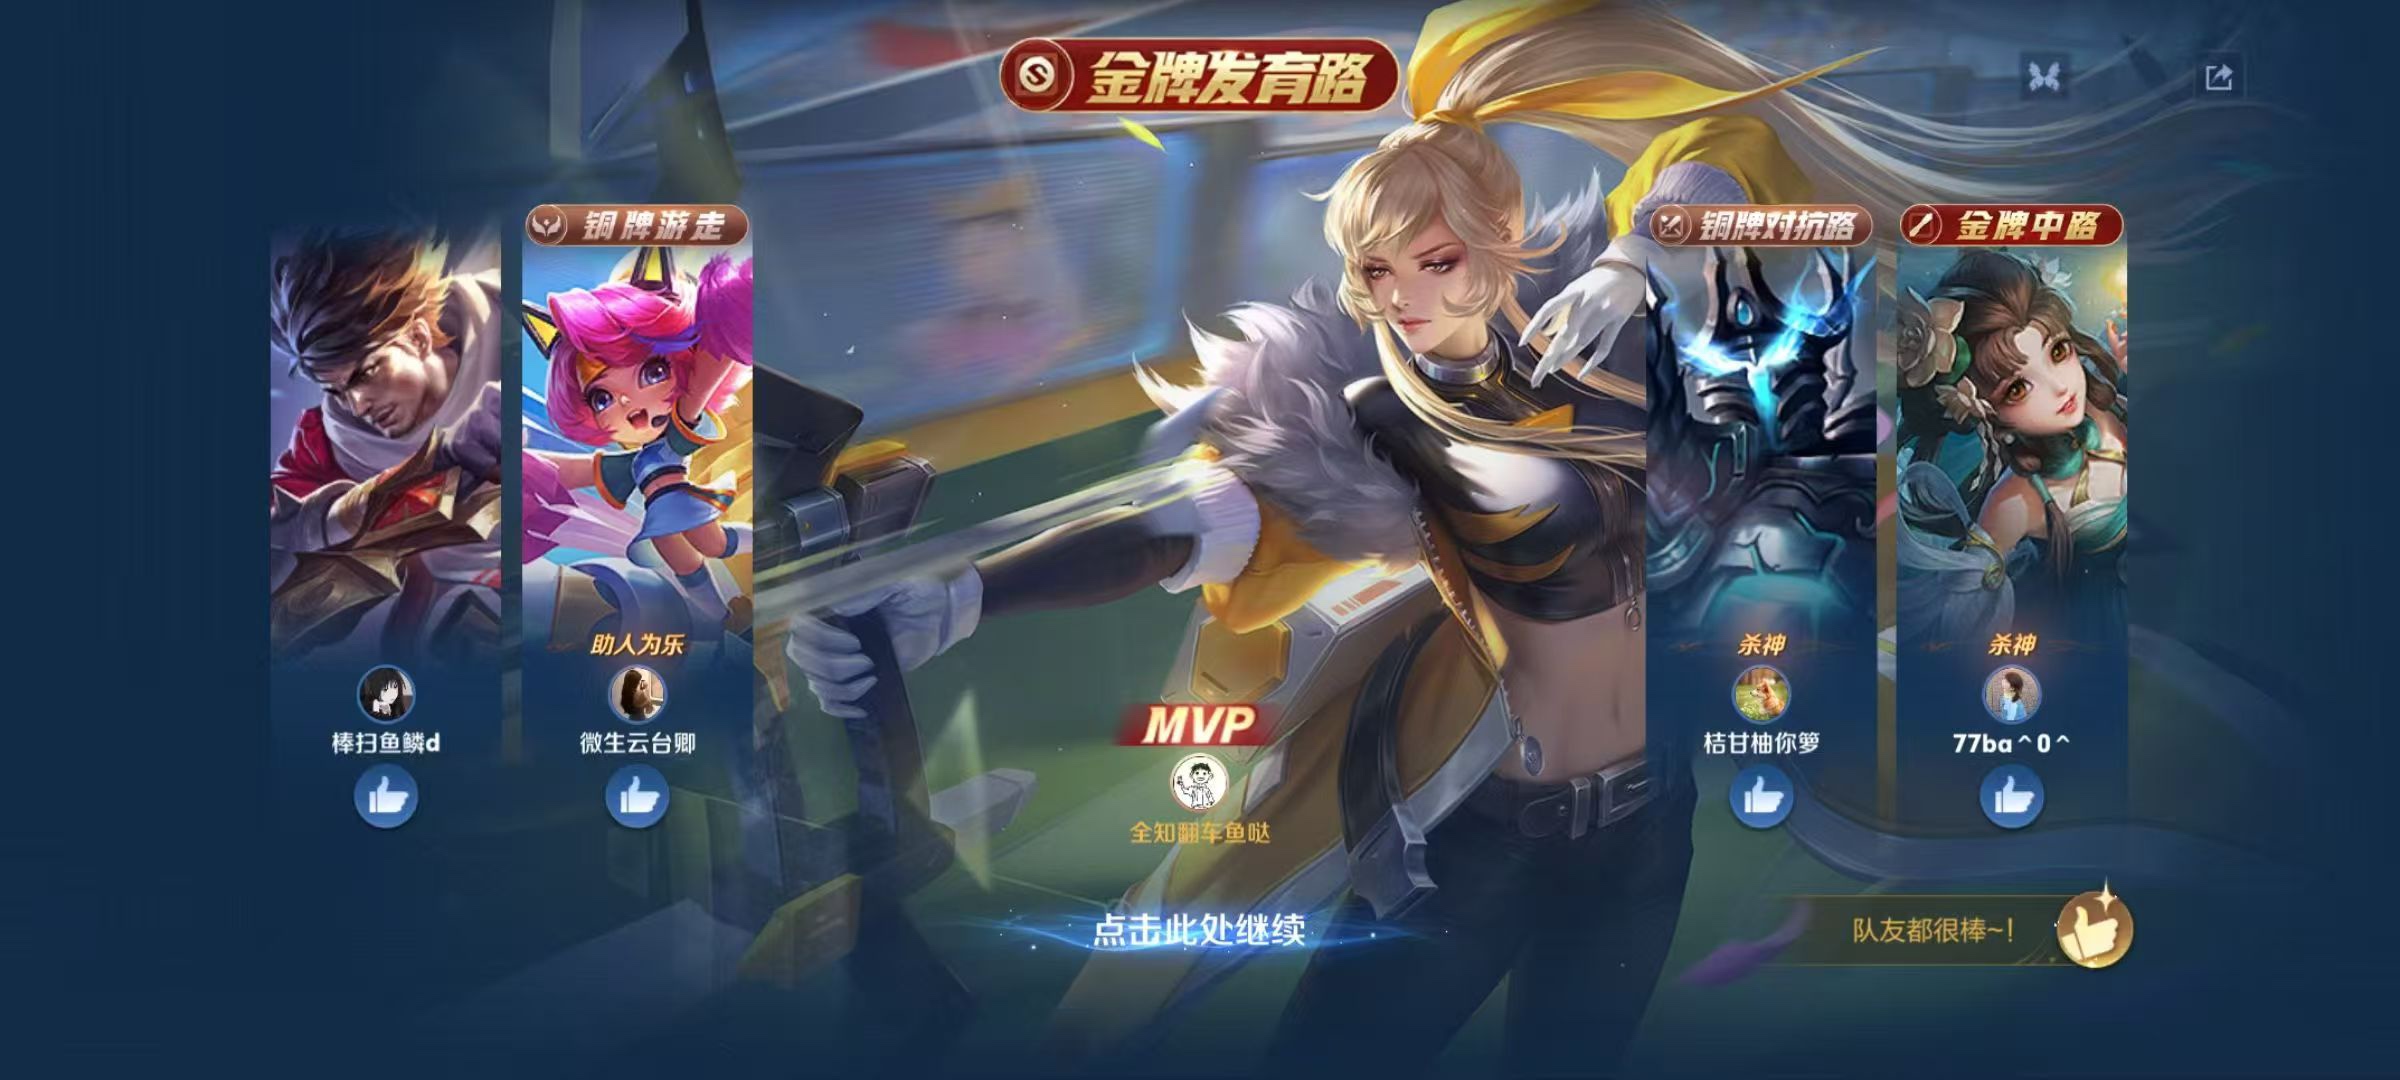 金牌发育路
铜牌游走
铜牌对抗路
金牌中路
助人为乐
杀神
杀神
棒扫鱼鳞d
微生云台卿
MVP
全知翻车鱼哒
桔甘柚你箩
77ba^0^
点击此处继续
队友都很棒~!